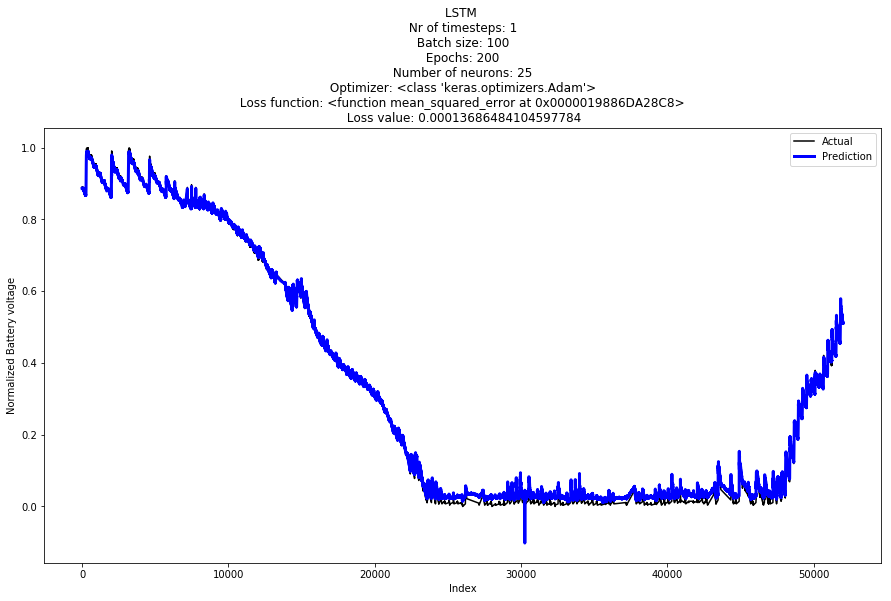 LSTM
Nr of timesteps: 1
Batch size: 100
Epochs: 200
Number of neurons: 25
Optimizer: <class 'keras.optimizers.Adam'>
Loss function: <function mean_squared_error at 0x0000019886DA28C8>
Loss value: 0.00013686484104597784
Actual
Prediction
1.0
0.8
0.6
0.4
0.2
0.0
Normalized Battery voltage
0 10000 20000 30000 40000 50000
Index